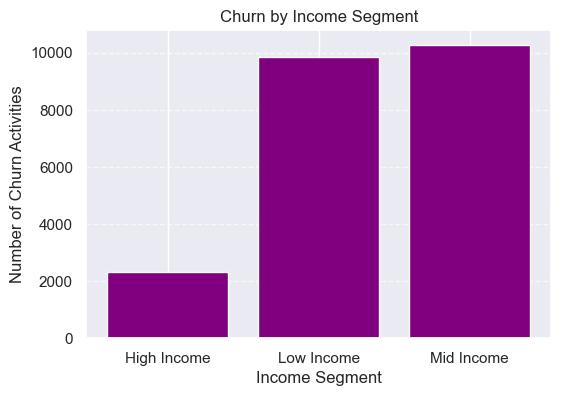 Churn by Income Segment
Number of Churn Activities
10000
8000
6000
4000
2000
0
High Income
Low Income
Mid Income
Income Segment